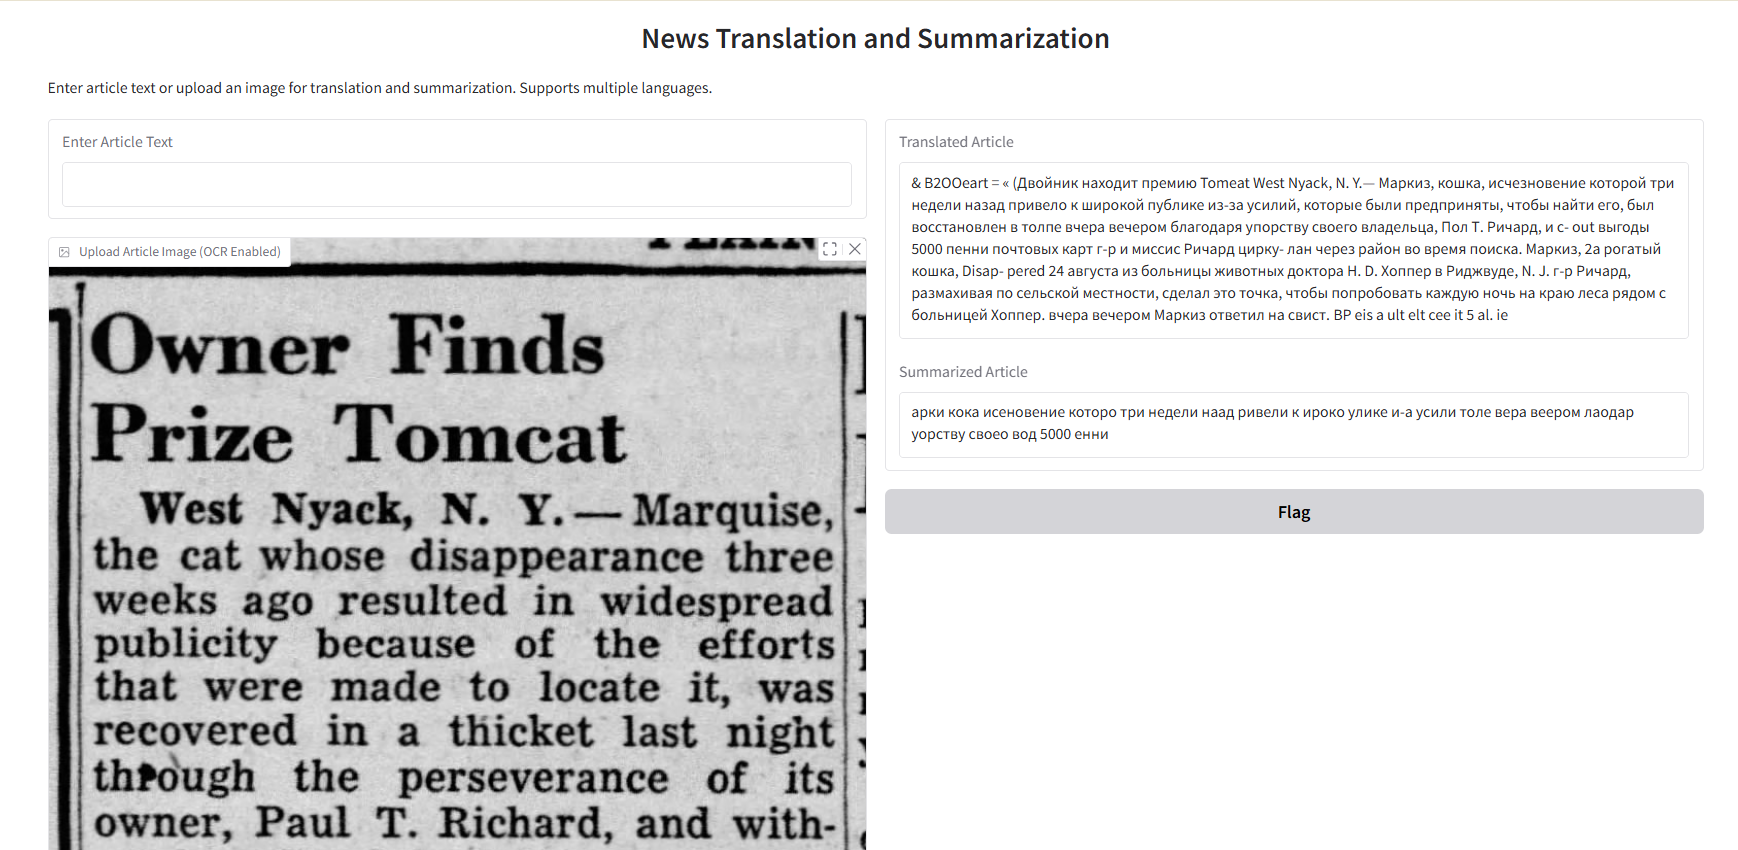 News Translation and Summarization
Enter article text or upload an image for translation and summarization. Supports multiple languages.
Enter Article Text
Upload Article Image (OCR Enabled)
Owner Finds
Prize Tomcat
West Nyack, N. Y.—Marquise,
the cat whose disappearance three
weeks ago resulted in widespread
publicity because of the efforts
that were made to locate it, was
recovered in a thicket last night
through the perseverance of its
owner, Paul T. Richard, and with-
Translated Article
& B2OOeart = « (Двойник находит премию Tomeat West Nyack, N. Y.— Маркиз, кошка, исчезновение которой три
недели назад привело к широкой публике из-за усилий, которые были предприняты, чтобы найти его, был
восстановлен в толпе вчера вечером благодаря упорству своего владельца, Пол Т. Ричард, и с- out выгоды
5000 пенни почтовых карт г-р и миссис Ричард цирку- лан через район во время поиска. Маркиз, 2а рогатый
кошка, Disap- pered 24 августа из больницы животных доктора H. D. Хоппер в Риджвуде, N. J. г-р Ричард,
размахивая по сельской местности, сделал это точка, чтобы попробовать каждую ночь на краю леса рядом с
больницей Хоппер. вчера вечером Маркиз ответил на свист. BP eis a ult elt cee it 5 al. ie
Summarized Article
арки кока исеновение которо три недели наад ривели к ироко улике и-а усили толе вера веером лаодар
уорству своео вод 5000 енни
Flag